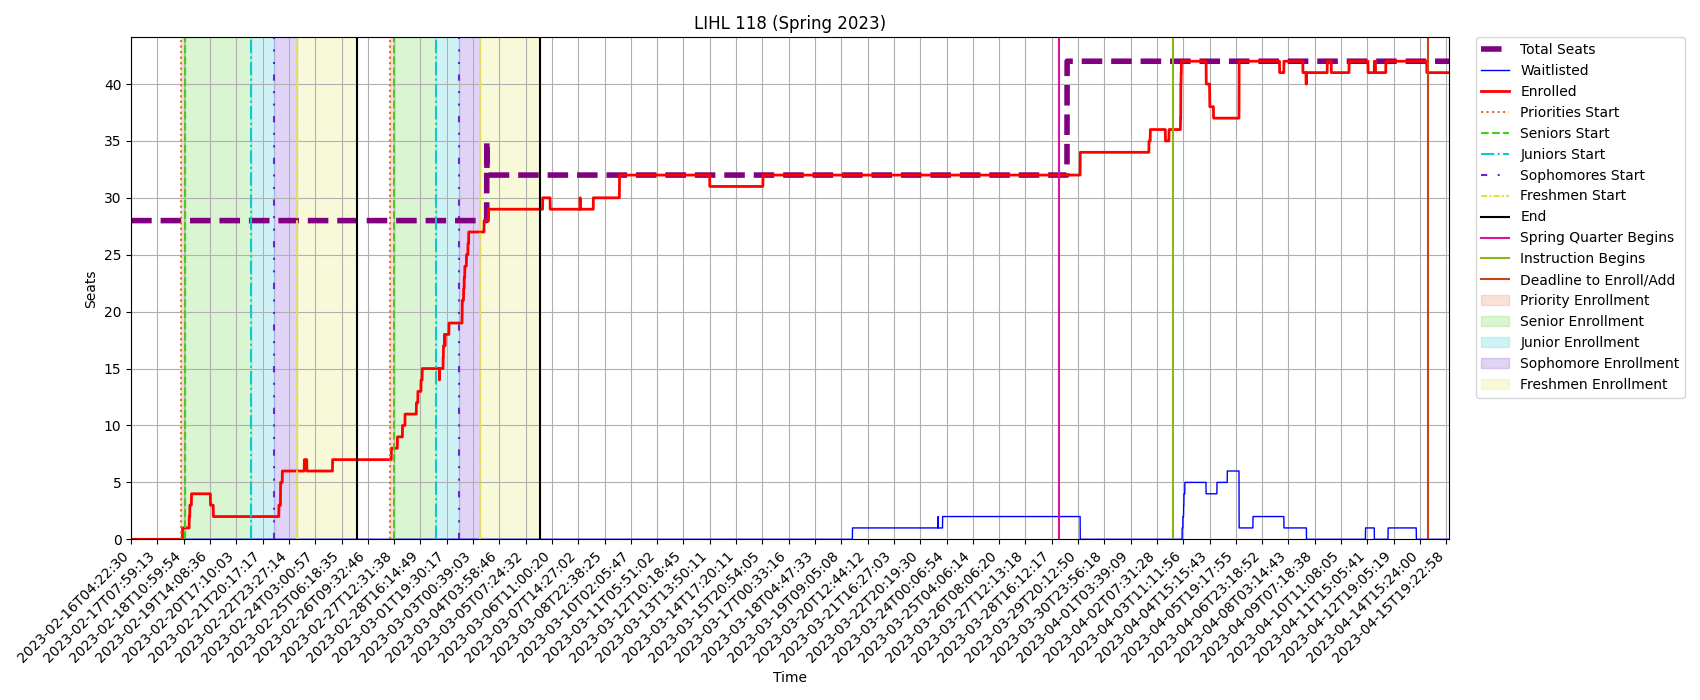 LIHL 118 (Spring 2023)
Seats
40
35
30
25
20
15
10
5
0
2023-02-16T04:22:30
2023-02-17T07:59:13
2023-02-18T10:59:54
2023-02-19T14:08:36
2023-02-20T17:10:03
2023-02-21T20:17:17
2023-02-22T23:27:14
2023-02-24T03:00:57
2023-02-25T06:18:35
2023-02-26T09:32:46
2023-02-27T12:31:38
2023-02-28T16:14:49
2023-03-01T19:30:17
2023-03-03T00:39:03
2023-03-04T03:58:46
2023-03-05T07:24:32
2023-03-06T11:00:20
2023-03-07T14:27:02
2023-03-08T22:38:25
2023-03-10T02:05:47
2023-03-11T05:51:02
2023-03-12T10:18:45
2023-03-13T13:50:11
2023-03-14T17:20:11
2023-03-15T20:54:05
2023-03-17T00:33:16
2023-03-18T04:47:33
2023-03-19T09:05:08
2023-03-20T12:44:12
2023-03-21T16:27:03
2023-03-22T20:19:30
2023-03-24T00:06:54
2023-03-25T04:06:14
2023-03-26T08:06:20
2023-03-27T12:13:18
2023-03-28T16:12:17
2023-03-29T20:12:50
2023-03-30T23:56:18
2023-04-01T03:39:09
2023-04-02T07:31:28
2023-04-03T11:11:56
2023-04-04T15:15:43
2023-04-05T19:17:55
2023-04-06T23:18:52
2023-04-08T03:14:43
2023-04-09T07:18:38
2023-04-10T11:08:05
2023-04-11T15:05:41
2023-04-12T19:05:19
2023-04-14T15:24:00
2023-04-15T19:22:58
Time
Total Seats
Waitlisted
Enrolled
Priorities Start
Seniors Start
Juniors Start
Sophomores Start
Freshmen Start
End
Spring Quarter Begins
Instruction Begins
Deadline to Enroll/Add
Priority Enrollment
Senior Enrollment
Junior Enrollment
Sophomore Enrollment
Freshmen Enrollment